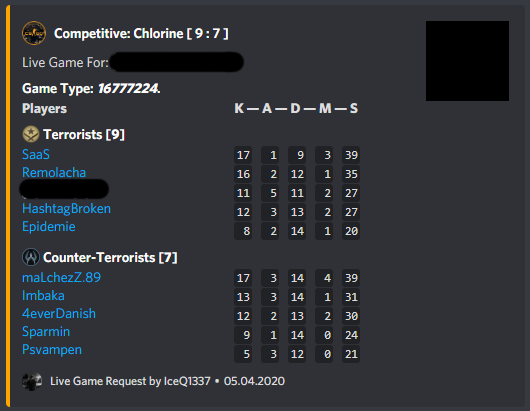 Competitive: Chlorine [ 9 : 7 ]
Live Game For:
Game Type: 16777224.
Players K — A — D — M — S
Terrorists [9]
SaaS 17 1 9 3 39
Remolacha 16 2 12 1 35
11 5 11 2 27
HashtagBroken 12 3 13 2 27
Epidemie 8 2 14 1 20
Counter-Terrorists [7]
maLchezZ.89 17 3 14 4 39
Imbaka 13 3 14 1 31
4everDanish 12 2 13 2 30
Sparmin 9 1 14 0 24
Psvampen 5 3 12 0 21
Live Game Request by IceQ1337 • 05.04.2020